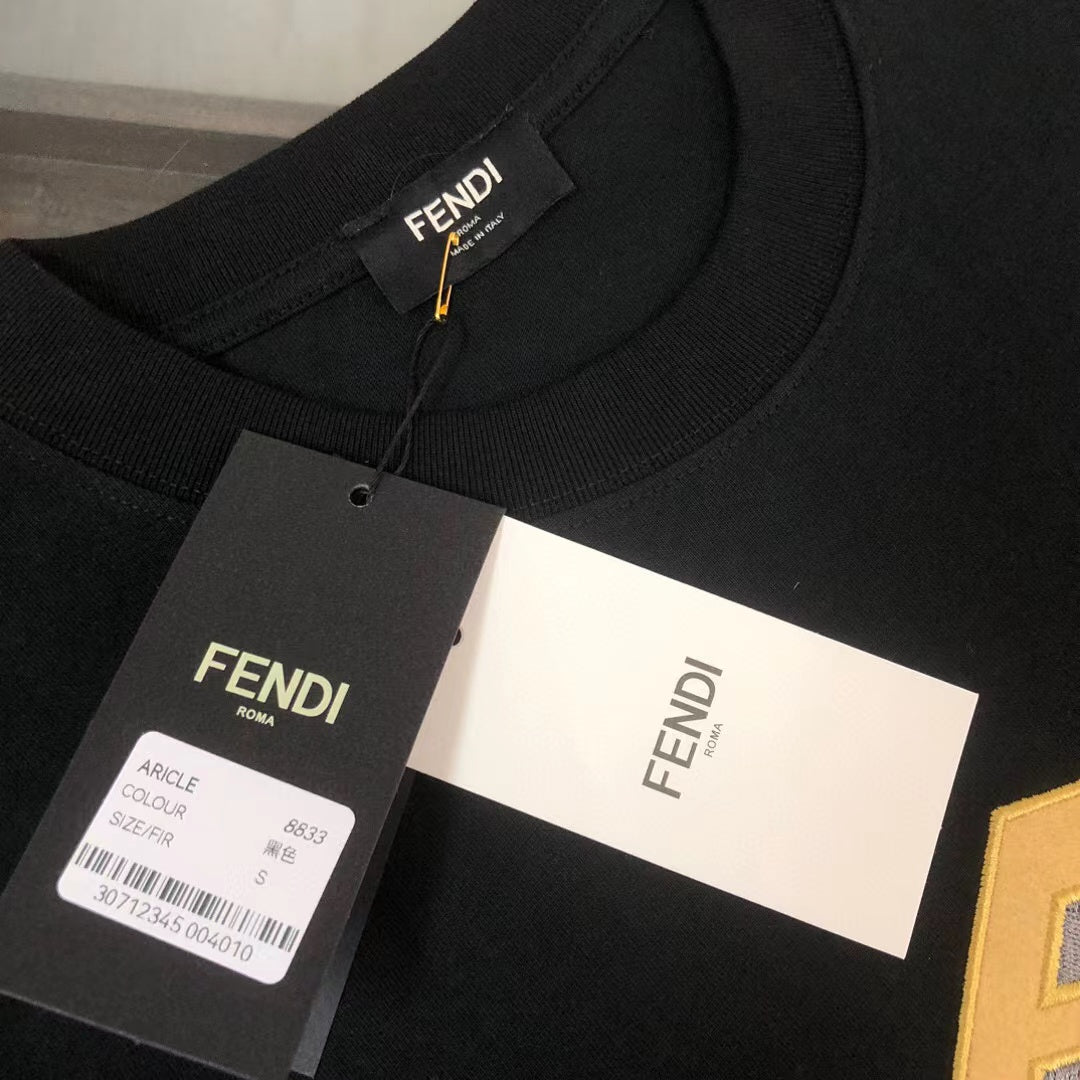 FENDI
ROMA
MADE IN ITALY
FENDI
ROMA
ARICLE 8833
COLOUR 黑色
SIZE/FIR S
30712345 004010
FENDI
ROMA